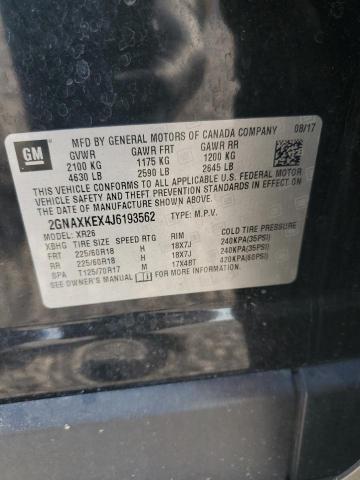 GM
MFD BY GENERAL MOTORS OF CANADA COMPANY 08/17
GVWR GAWR FRT GAWR RR
2100 KG 1175 KG 1200 KG
4630 LB 2590 LB 2645 LB
THIS VEHICLE CONFORMS TO ALL APPLICABLE U.S. FEDERAL MOTOR
VEHICLE SAFETY, BUMPER, AND
THEFT PREVENTION STANDARDS IN EFFECT ON THE DATE OF
MANUFACTURE SHOWN ABOVE.
2GNAXKEX4J6193562 TYPE: M.P.V.
MODEL: XR26
XBHG TIRE SIZE SPEED RTG RIM COLD TIRE PRESSURE
FRT 225/60R18 H 18X7J 240KPA(35PSI)
RR 225/60R18 H 18X7J 240KPA(35PSI)
SPA T125/70R17 M 17X4BT 420KPA(60PSI)
SEE OWNER'S MANUAL FOR MORE INFORMATION